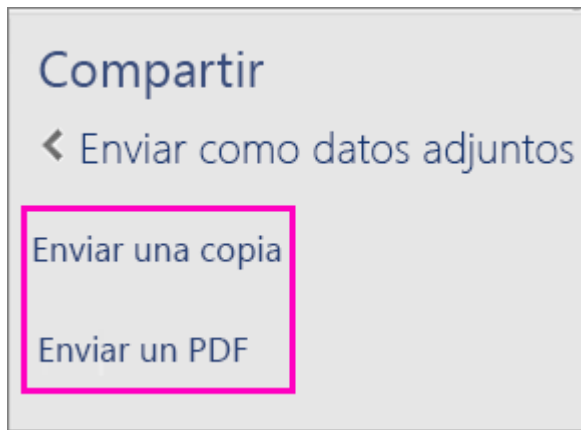 Compartir
Enviar como datos adjuntos
Enviar una copia
Enviar un PDF